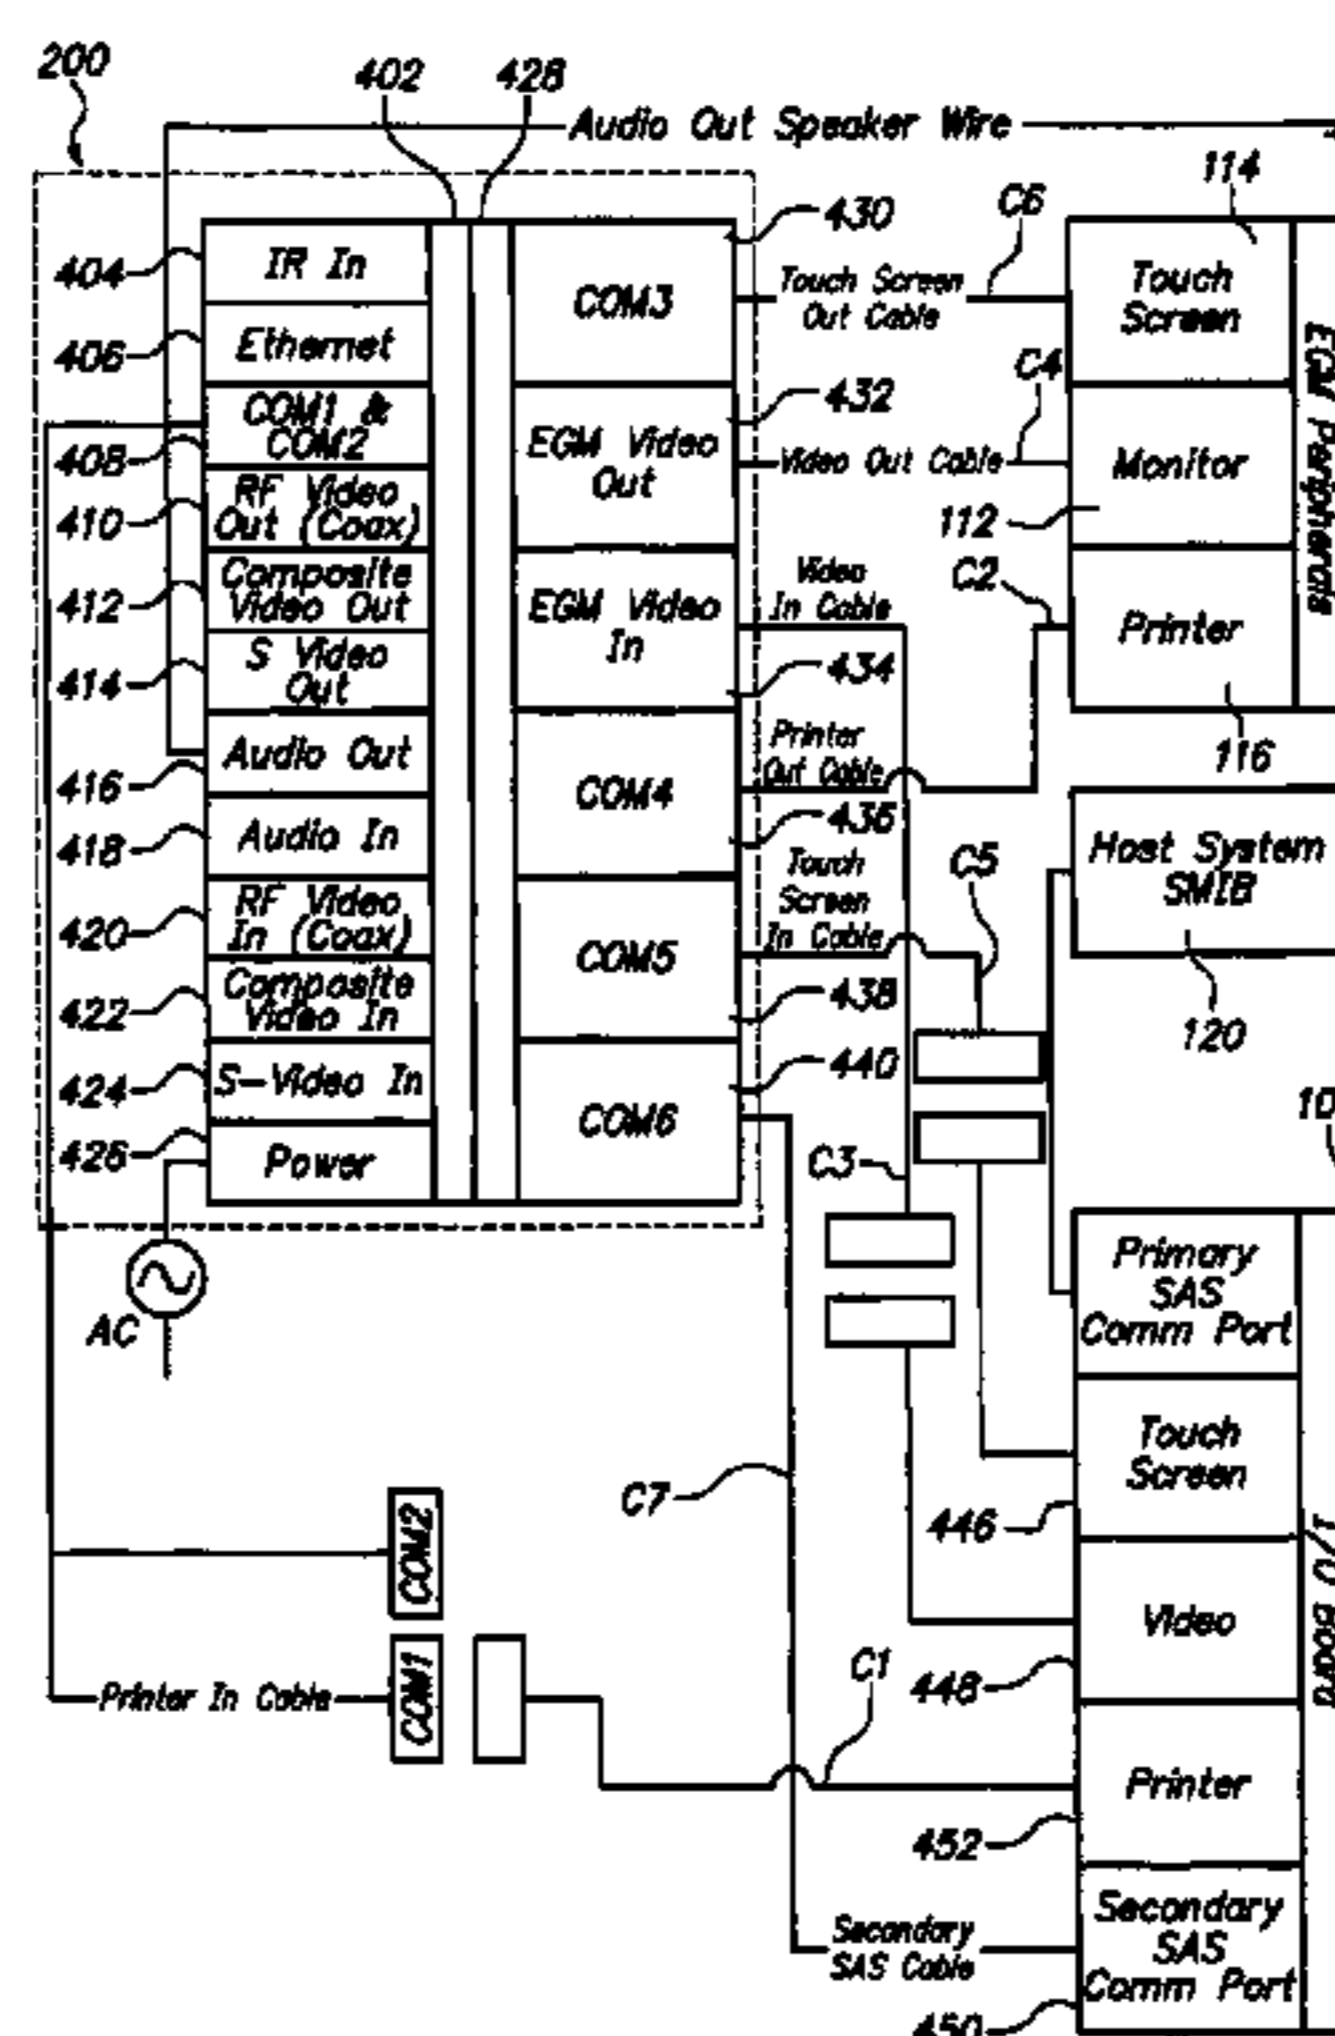 200
402
428
Audio Out Speaker Wire
114
430
C6
404
IR In
COM3
Touch Screen
Out Cable
Touch
Screen
406
Ethernet
C4
432
408
COM1 &
COM2
EGM Video
Out
Video Out Cable
Monitor
EGM Peripherals
410
RF Video
Out (Coax)
112
412
Composite
Video Out
EGM Video
In
Video
In Cable
C2
Printer
414
S Video
Out
434
416
Audio Out
Printer
Out Cable
116
COM4
436
418
Audio In
Touch
Screen
In Cable
C5
Host System
SMIB
420
RF Video
In (Coax)
COM5
422
Composite
Video In
438
120
424
S-Video In
440
10
426
Power
COM6
C3
AC
Primary
SAS
Comm Port
Touch
Screen
C7
446
COM2
Video
I/O Board
COM1
Printer In Cable
C1
448
Printer
452
Secondary
SAS Cable
Secondary
SAS
Comm Port
450